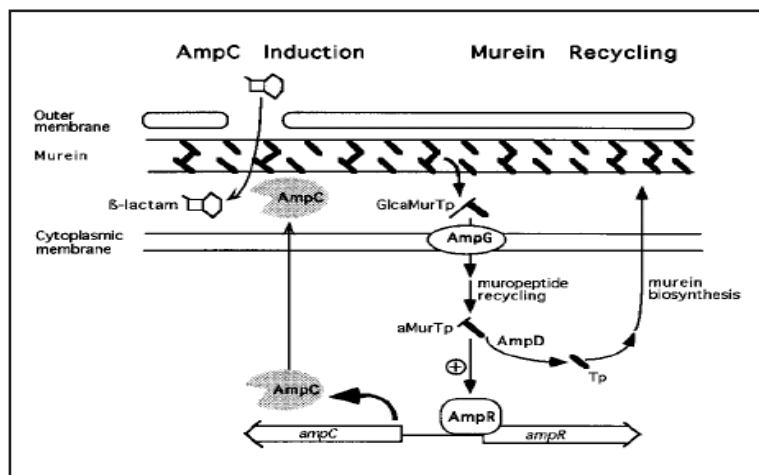 AmpC Induction
Murein Recycling
Outer
membrane
Murein
ß-lactam
AmpC
GlcaMurTp
Cytoplasmic
membrane
AmpG
muropeptide
recycling
murein
biosynthesis
aMurTp
AmpD
Tp
+
AmpC
AmpR
ampC
ampR